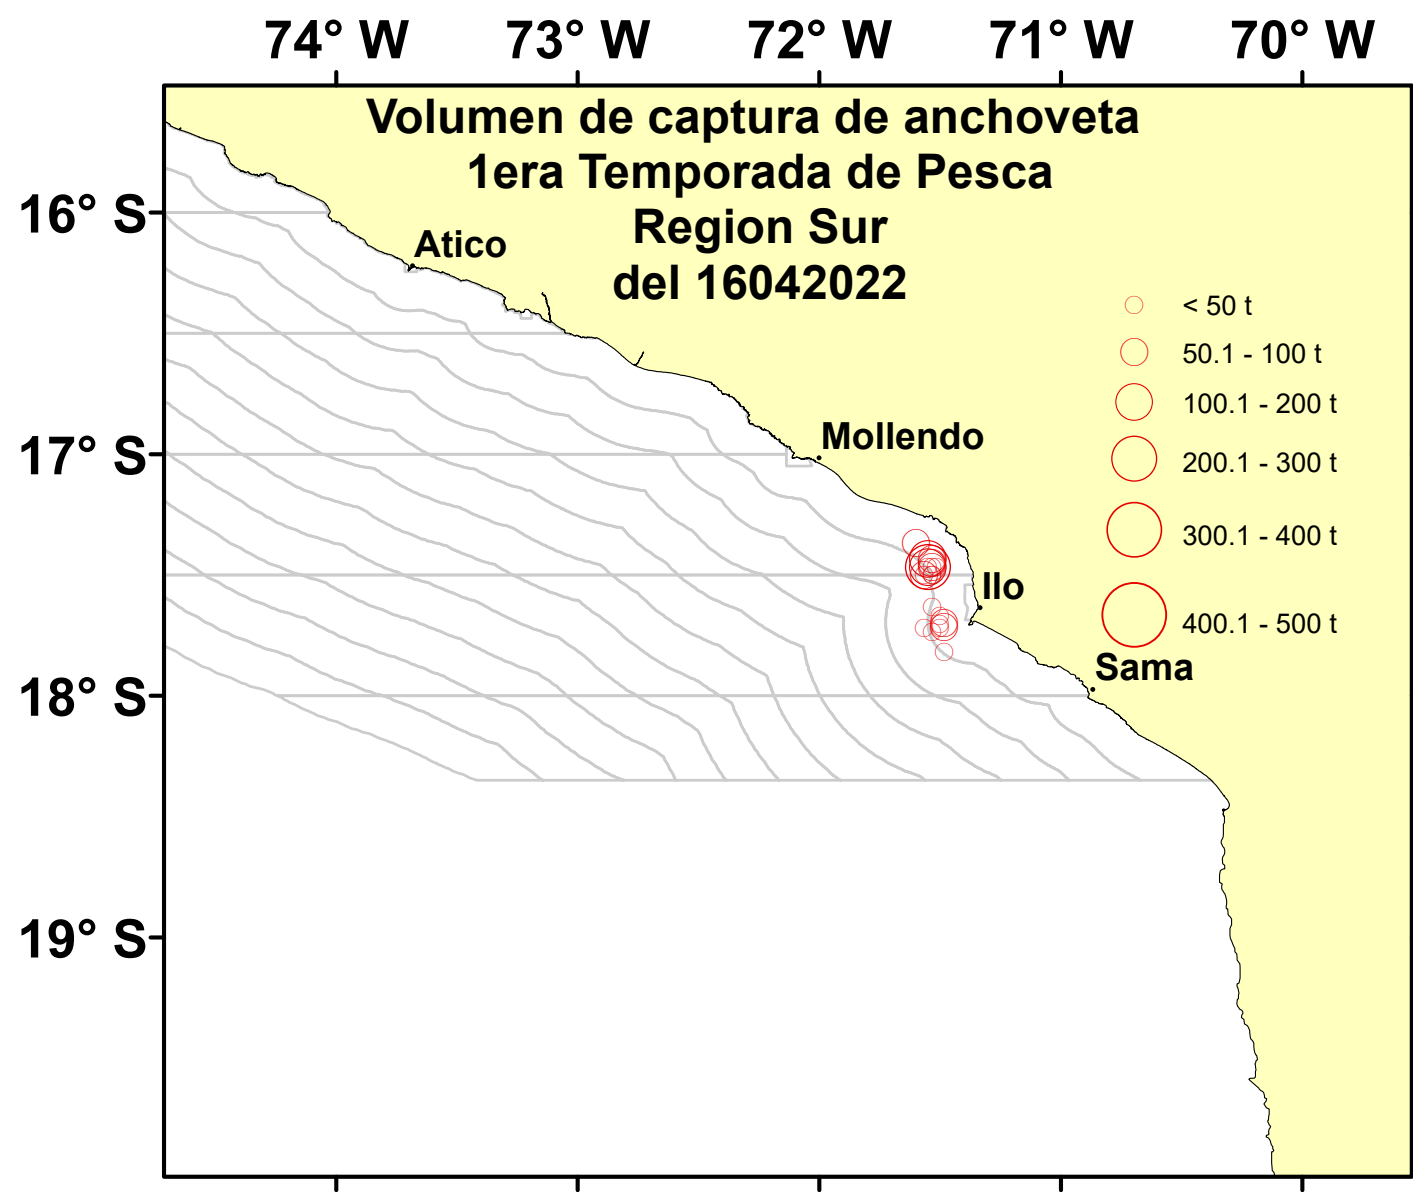 74° W 73° W 72° W 71° W 70° W
Volumen de captura de anchoveta
1era Temporada de Pesca
Region Sur
del 16042022
16° S
17° S
18° S
19° S
Atico
Mollendo
Ilo
Sama
< 50 t
50.1 - 100 t
100.1 - 200 t
200.1 - 300 t
300.1 - 400 t
400.1 - 500 t